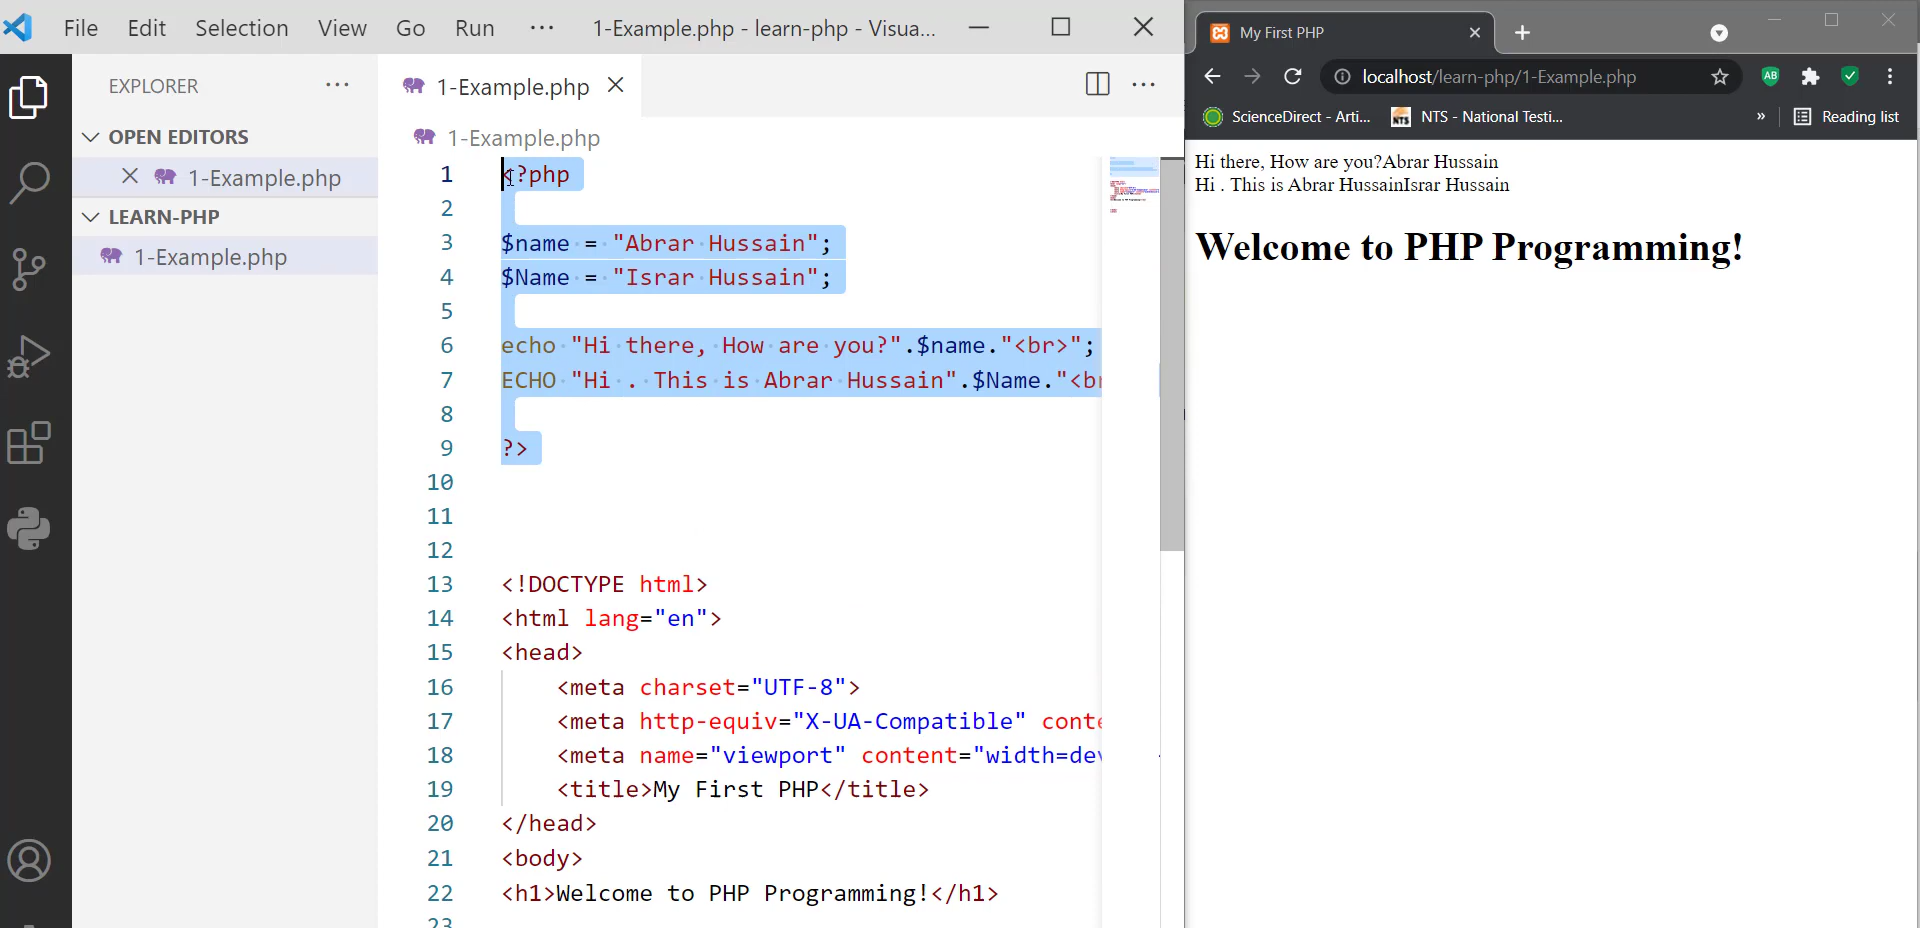 File Edit Selection View Go Run ··· 1-Example.php - learn-php - Visua...
EXPLORER ···
OPEN EDITORS
1-Example.php
LEARN-PHP
1-Example.php
1-Example.php
1-Example.php
1 <?php
2
3 $name = "Abrar Hussain";
4 $Name = "Israr Hussain";
5
6 echo "Hi there, How are you?".$name."<br>";
7 ECHO "Hi . This is Abrar Hussain".$Name."<br
8
9 ?>
10
11
12
13 <!DOCTYPE html>
14 <html lang="en">
15 <head>
16 <meta charset="UTF-8">
17 <meta http-equiv="X-UA-Compatible" conte
18 <meta name="viewport" content="width=dev
19 <title>My First PHP</title>
20 </head>
21 <body>
22 <h1>Welcome to PHP Programming!</h1>
23
My First PHP
localhost/learn-php/1-Example.php
AB
ScienceDirect - Arti... NTS NTS - National Testi... » Reading list
Hi there, How are you?Abrar Hussain
Hi . This is Abrar HussainIsrar Hussain
Welcome to PHP Programming!